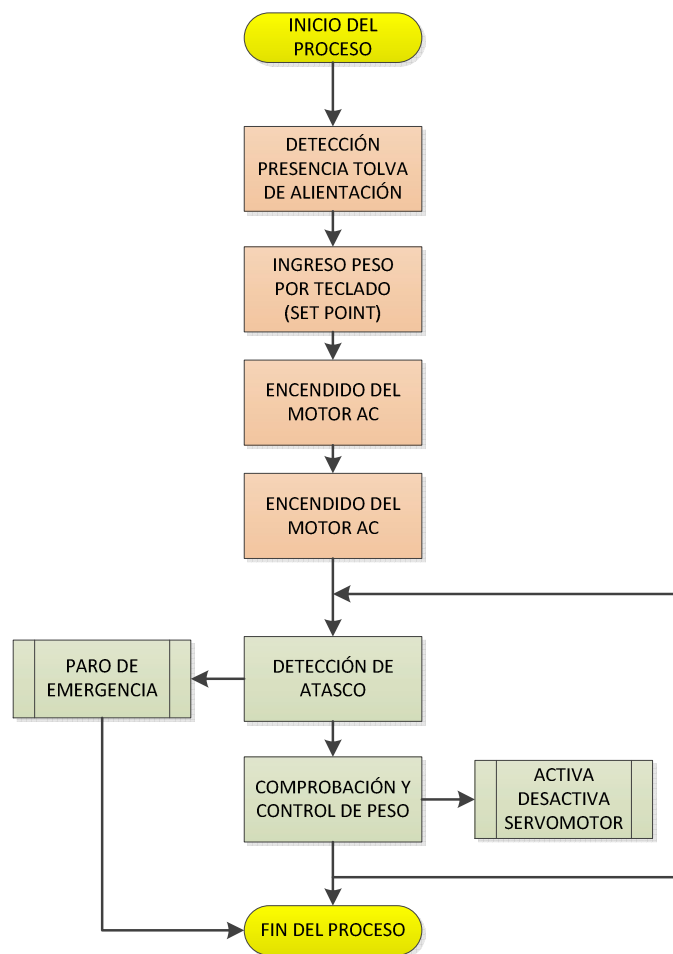 INICIO DEL
PROCESO
DETECCIÓN
PRESENCIA TOLVA
DE ALIENTACIÓN
INGRESO PESO
POR TECLADO
(SET POINT)
ENCENDIDO DEL
MOTOR AC
ENCENDIDO DEL
MOTOR AC
PARO DE
EMERGENCIA
DETECCIÓN DE
ATASCO
COMPROBACIÓN Y
CONTROL DE PESO
ACTIVA
DESACTIVA
SERVOMOTOR
FIN DEL PROCESO